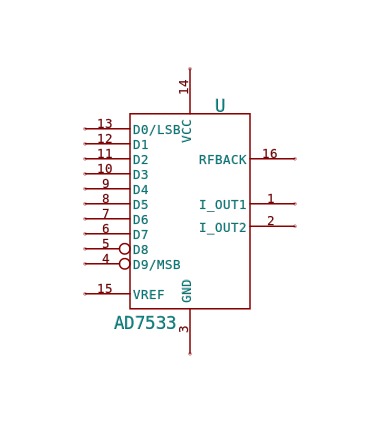 14
U
VCC
13 D0/LSB
12 D1
11 D2
RFBACK 16
10 D3
9 D4
8 D5
I_OUT1 1
7 D6
I_OUT2 2
6 D7
5 D8
4 D9/MSB
15 VREF
GND
AD7533
3